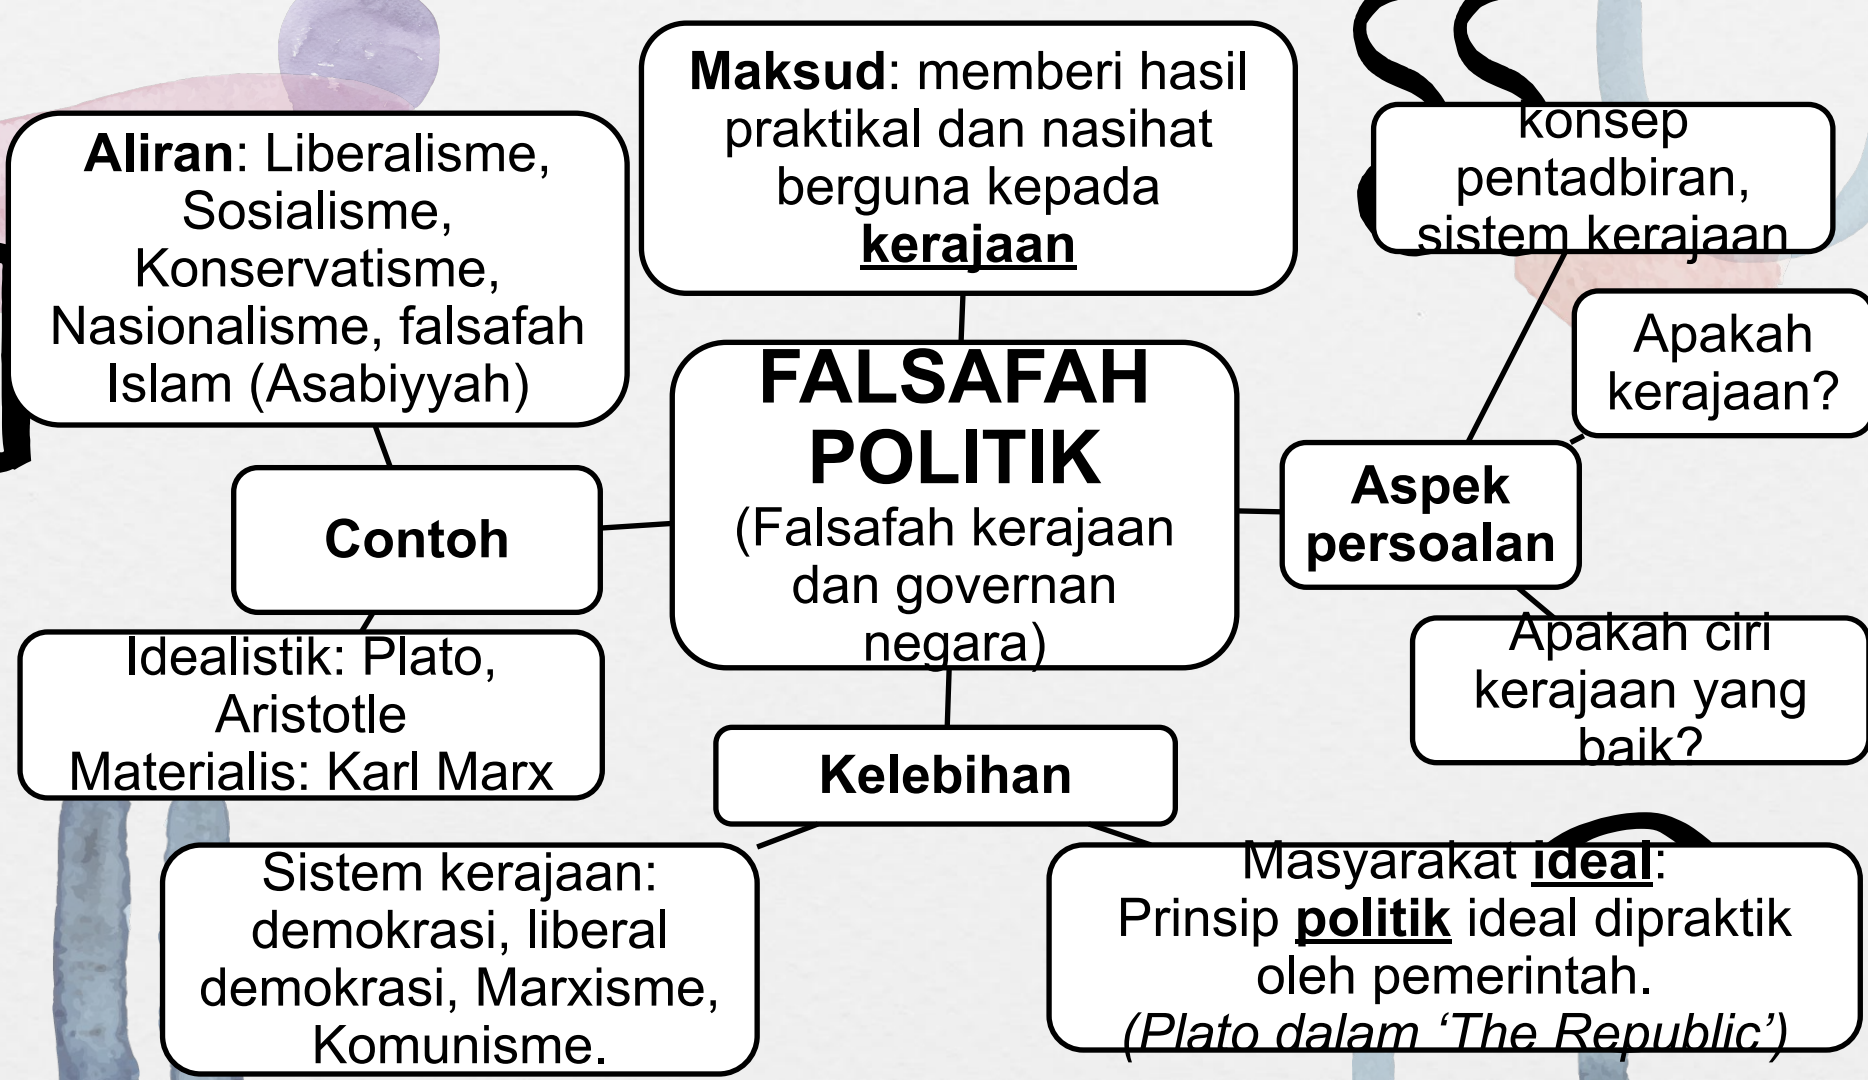 Maksud: memberi hasil
praktikal dan nasihat
berguna kepada
kerajaan
Aliran: Liberalisme,
Sosialisme,
Konservatisme,
Nasionalisme, falsafah
Islam (Asabiyyah)
konsep
pentadbiran,
sistem kerajaan
Apakah
kerajaan?
FALSAFAH
POLITIK
(Falsafah kerajaan
dan governan
negara)
Contoh
Aspek
persoalan
Idealistik: Plato,
Aristotle
Materialis: Karl Marx
Apakah ciri
kerajaan yang
baik?
Kelebihan
Sistem kerajaan:
demokrasi, liberal
demokrasi, Marxisme,
Komunisme.
Masyarakat ideal:
Prinsip politik ideal dipraktik
oleh pemerintah.
(Plato dalam ‘The Republic’)